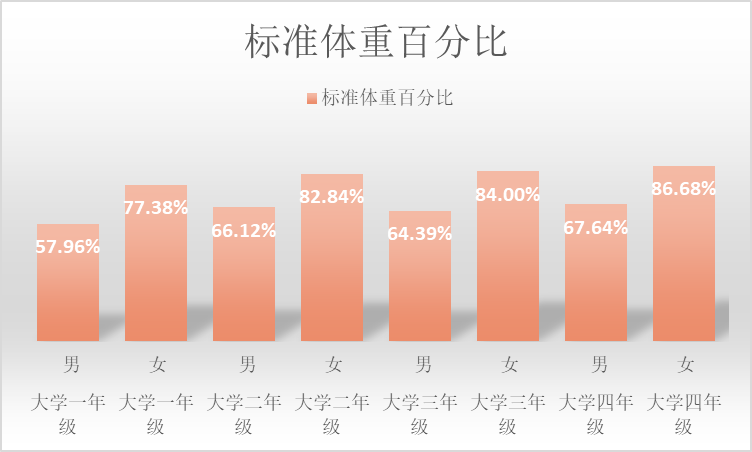 标准体重百分比
标准体重百分比
57.96%
77.38%
66.12%
82.84%
64.39%
84.00%
67.64%
86.68%
男 女 男 女 男 女 男 女
大学一年级 大学一年级 大学二年级 大学二年级 大学三年级 大学三年级 大学四年级 大学四年级